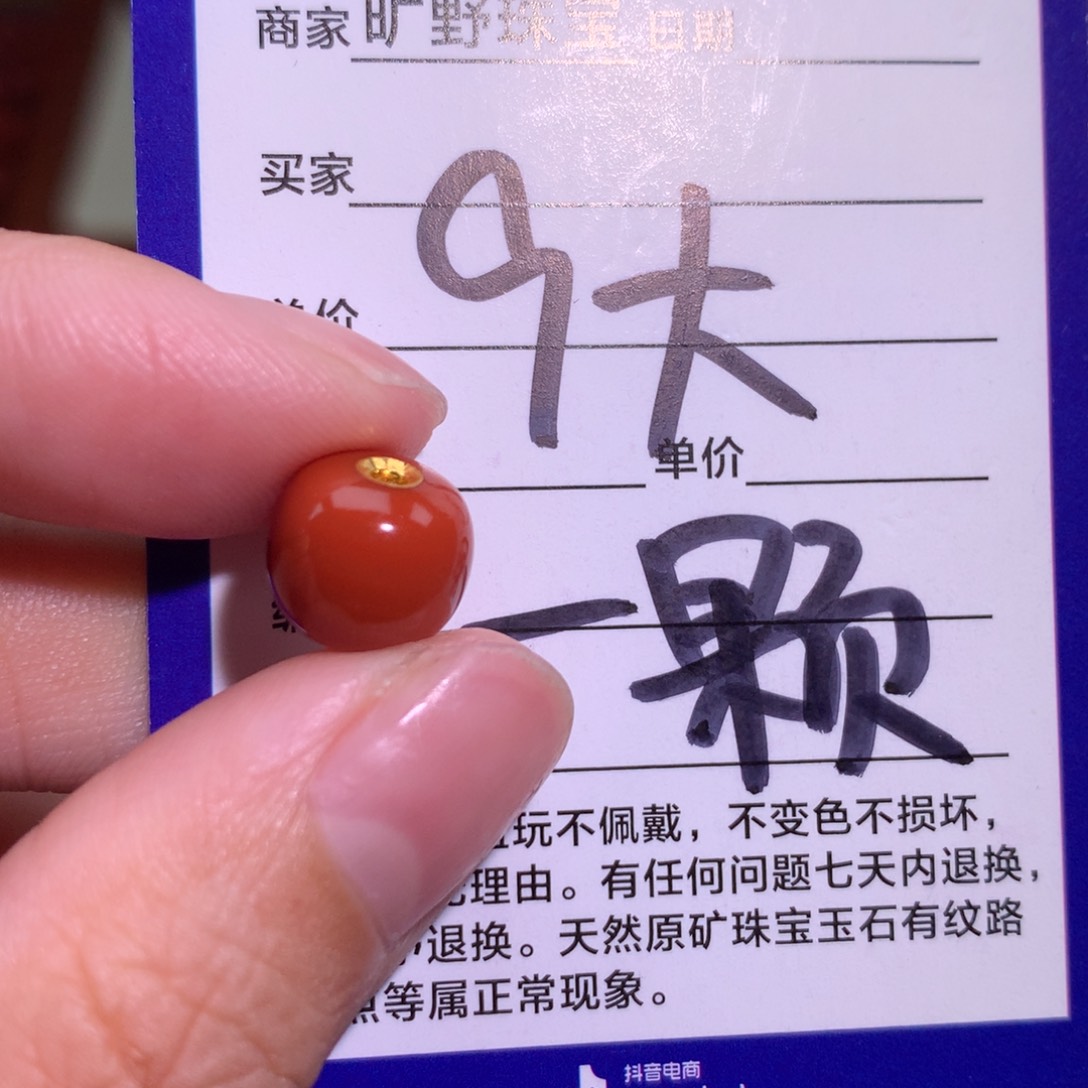 商家 旷野珠宝 日期
买家
9大
单价
单价
一颗
玩不佩戴，不变色不损坏，
理由。有任何问题七天内退换，
退换。天然原矿珠宝玉石有纹路
点等属正常现象。
抖音电商